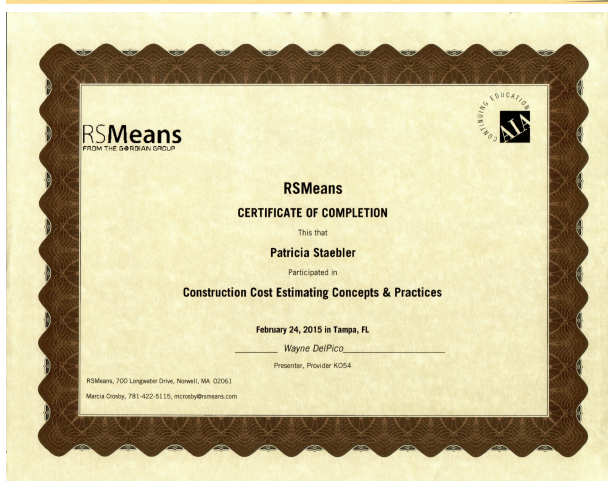 RSMeans
FROM THE GORDIAN GROUP
CONTINUING EDUCATION
AIA
RSMeans
CERTIFICATE OF COMPLETION
This that
Patricia Staebler
Participated in
Construction Cost Estimating Concepts & Practices
February 24, 2015 in Tampa, FL
Wayne DelPico
Presenter, Provider KO54
RSMeans, 700 Longwater Drive, Norwell, MA 02061
Marcia Crosby, 781-422-5115, mcrosby@rsmeans.com